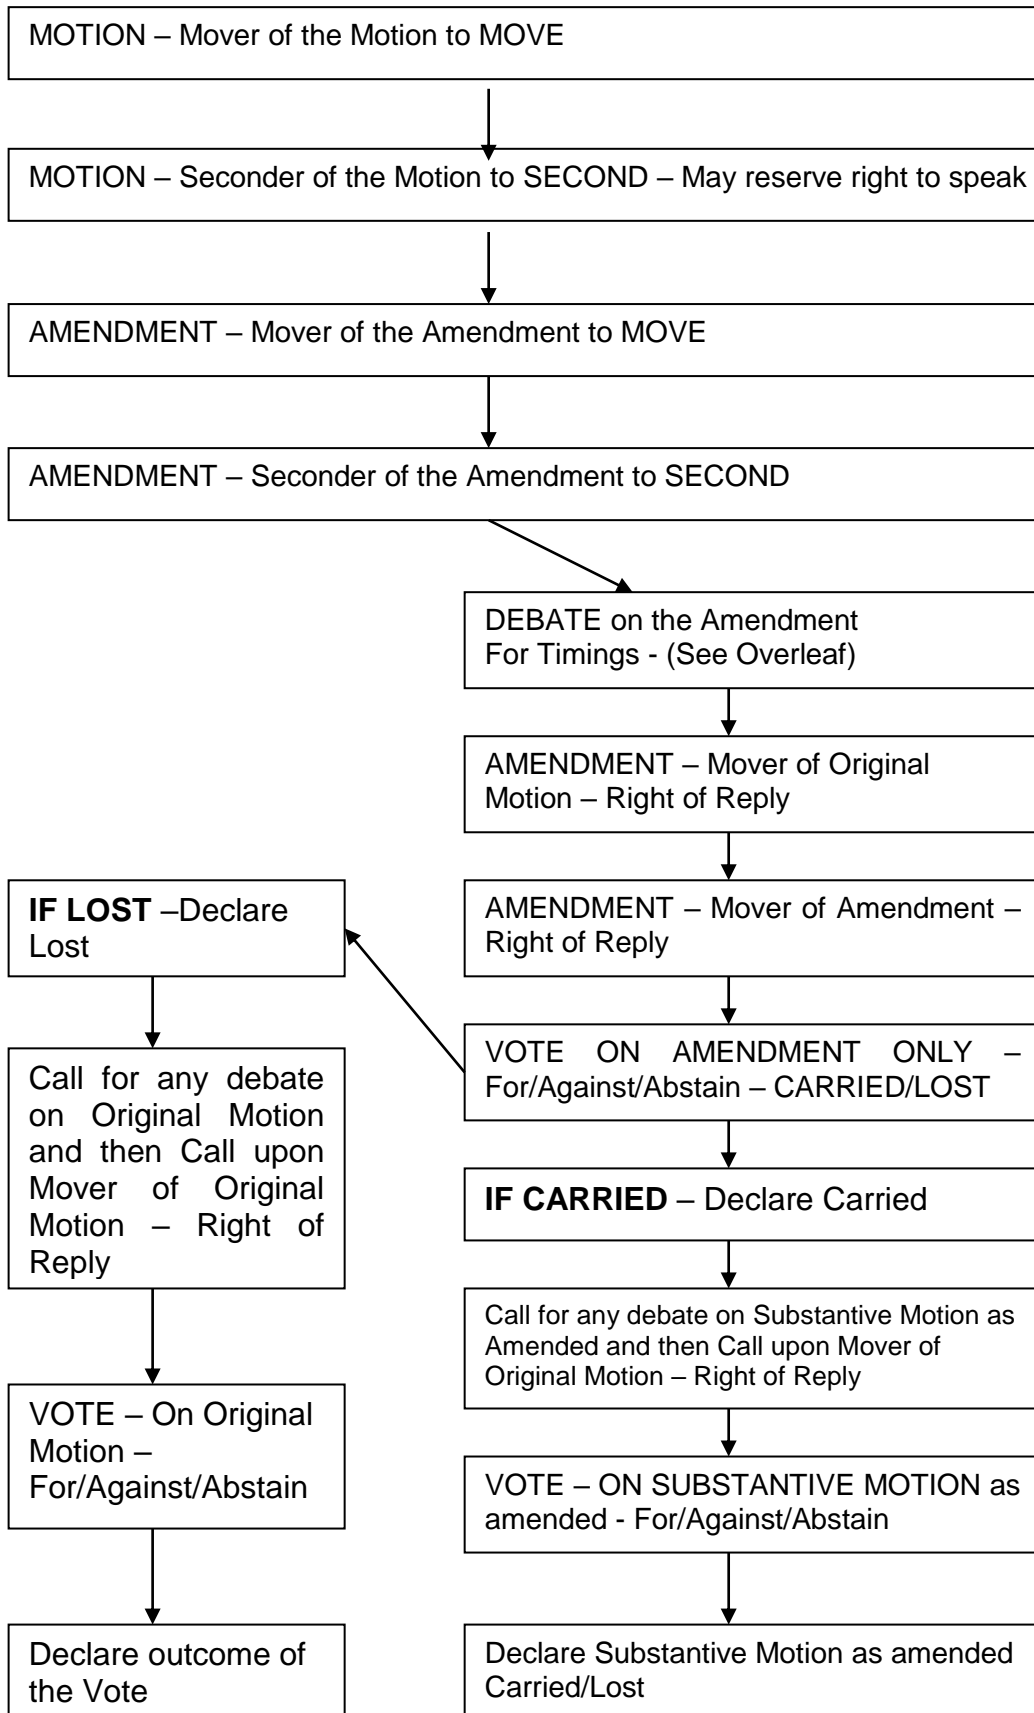 MOTION – Mover of the Motion to MOVE
MOTION – Seconder of the Motion to SECOND – May reserve right to speak
AMENDMENT – Mover of the Amendment to MOVE
AMENDMENT – Seconder of the Amendment to SECOND
DEBATE on the Amendment
For Timings - (See Overleaf)
AMENDMENT – Mover of Original
Motion – Right of Reply
AMENDMENT – Mover of Amendment –
Right of Reply
VOTE ON AMENDMENT ONLY –
For/Against/Abstain – CARRIED/LOST
IF LOST –Declare
Lost
Call for any debate
on Original Motion
and then Call upon
Mover of Original
Motion – Right of
Reply
VOTE – On Original
Motion –
For/Against/Abstain
Declare outcome of
the Vote
IF CARRIED – Declare Carried
Call for any debate on Substantive Motion as
Amended and then Call upon Mover of
Original Motion – Right of Reply
VOTE – ON SUBSTANTIVE MOTION as
amended - For/Against/Abstain
Declare Substantive Motion as amended
Carried/Lost